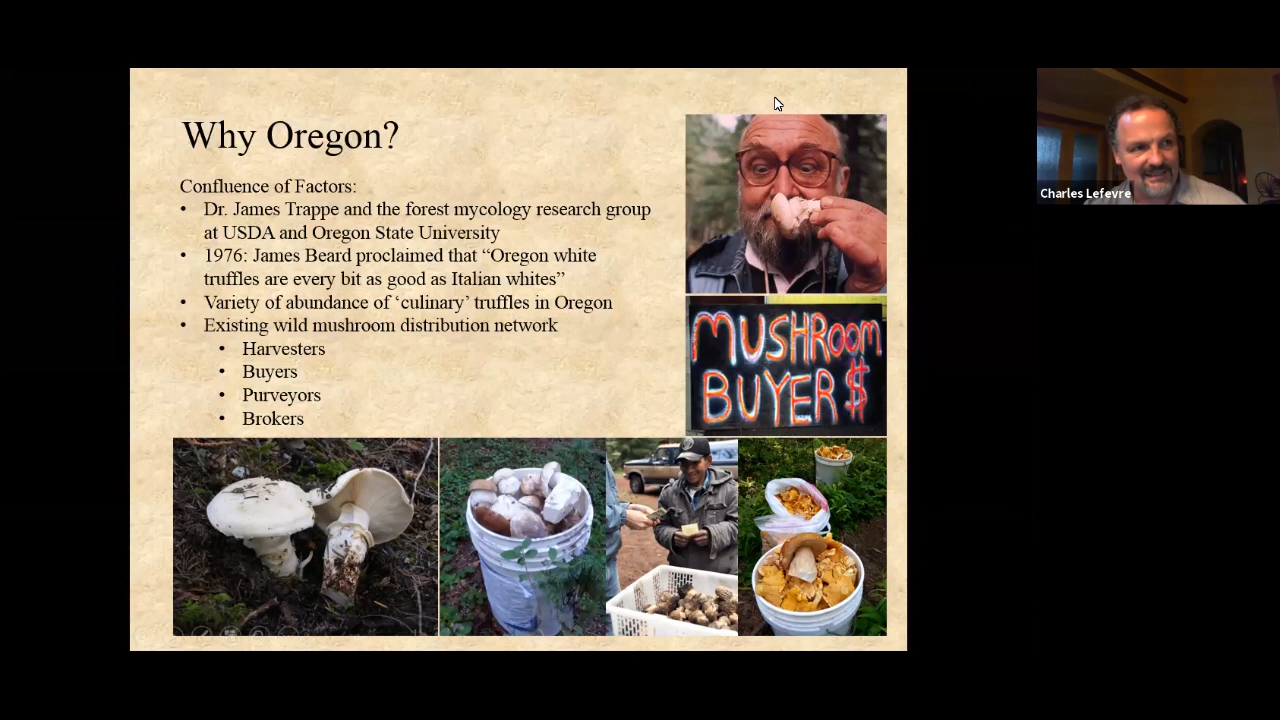 Why Oregon?
Confluence of Factors:
• Dr. James Trappe and the forest mycology research group
at USDA and Oregon State University
• 1976: James Beard proclaimed that “Oregon white
truffles are every bit as good as Italian whites”
• Variety of abundance of ‘culinary’ truffles in Oregon
• Existing wild mushroom distribution network
• Harvesters
• Buyers
• Purveyors
• Brokers
MUSHROOM
BUYER $
Charles Lefevre